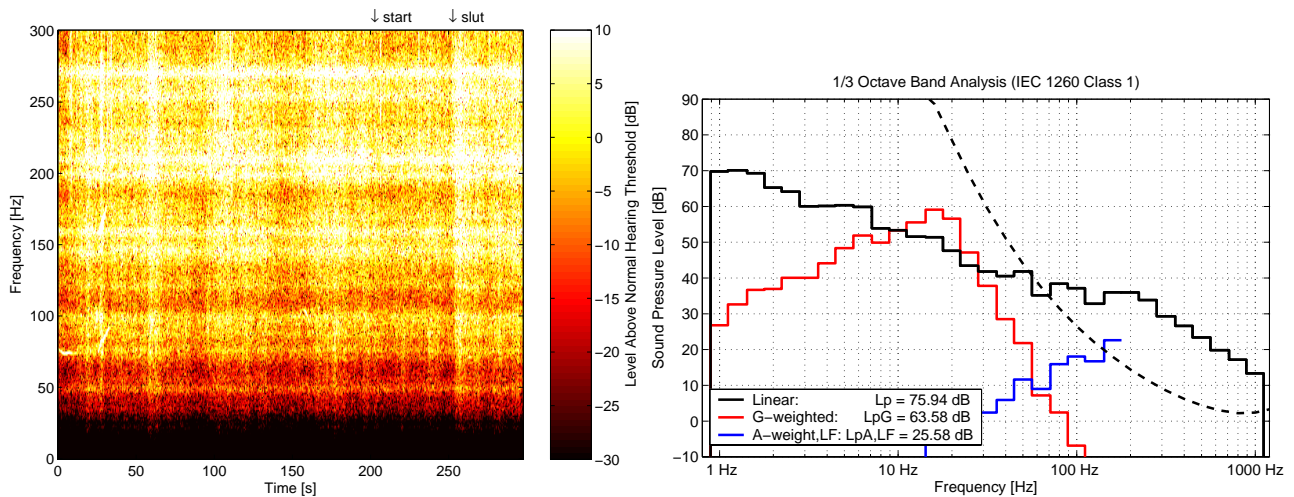 ↓ start ↓ slut
300
250
200
150
100
50
0
Frequency [Hz]
0 50 100 150 200 250
Time [s]
10
5
0
−5
−10
−15
−20
−25
−30
Level Above Normal Hearing Threshold [dB]
1/3 Octave Band Analysis (IEC 1260 Class 1)
90
80
70
60
50
40
30
20
10
0
−10
Sound Pressure Level [dB]
Linear: Lp = 75.94 dB
G−weighted: LpG = 63.58 dB
A−weight,LF: LpA,LF = 25.58 dB
1 Hz 10 Hz 100 Hz 1000 Hz
Frequency [Hz]